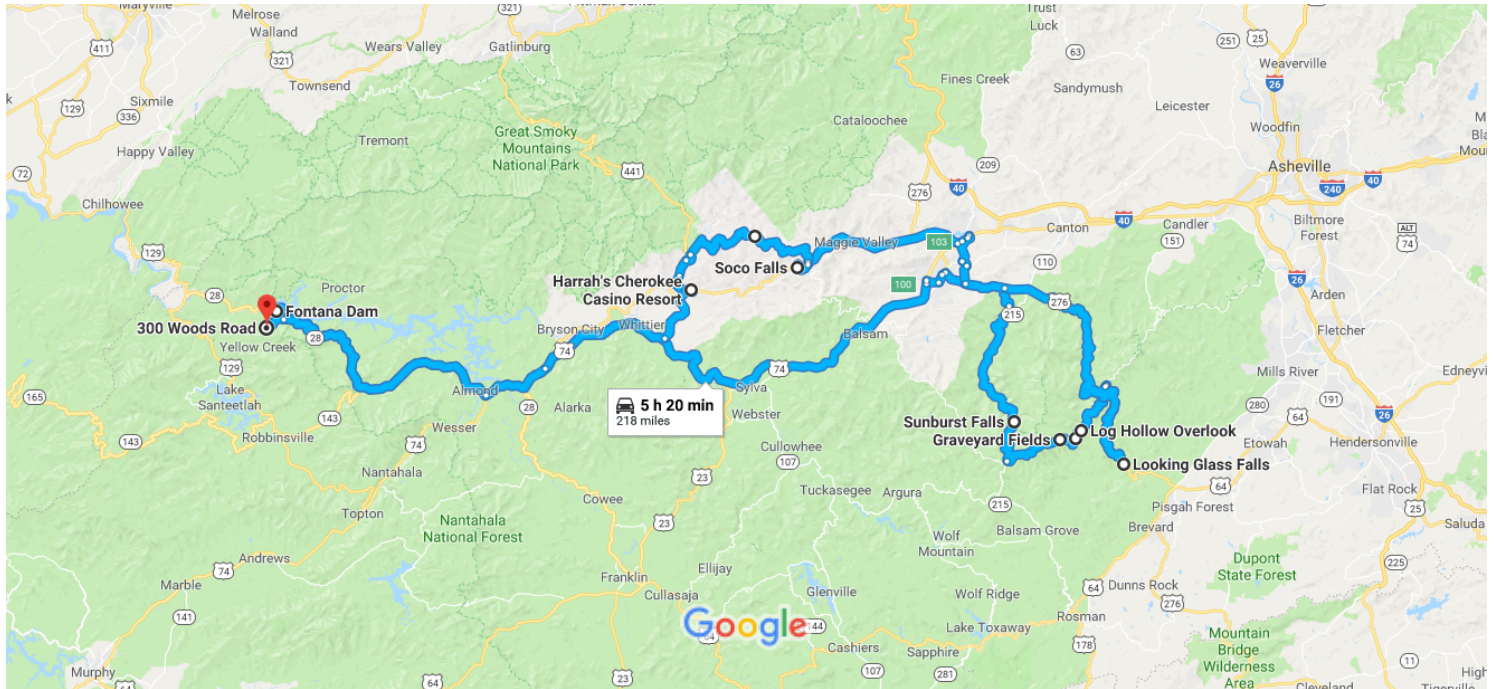 Melrose
Walland
Maryville
Pittman Center
Trust
Luck
321
25
251
Weaverville
411
321
Wears Valley
Gatlinburg
63
Fines Creek
Sandymush
26
Townsend
129
Sixmile
336
Leicester
Cataloochee
Woodfin
Tremont
Great Smoky
Mountains
National Park
Happy Valley
441
209
Asheville
72
40
276
240
40
Chilhowee
40
Canton
Candler
Biltmore
Forest
ALT
74
129
Maggie Valley
103
151
Soco Falls
110
Harrah's Cherokee
Casino Resort
100
28
Proctor
276
Arden
Fontana Dam
215
300 Woods Road
Bryson City
Whittier
Balsam
Fletcher
Yellow Creek
28
74
129
74
Mills River
Edneyville
Almond
Sylva
165
Lake
Santeetlah
143
28
Alarka
5 h 20 min
218 miles
Webster
280
191
26
Sunburst Falls
Wesser
Graveyard Fields
Log Hollow Overlook
Etowah
Hendersonville
143
Robbinsville
74
Cullowhee
Looking Glass Falls
64
Nantahala
107
23
Tuckasegee
Argura
215
Pisgah Forest
Flat Rock
Cowee
25
Topton
Nantahala
National Forest
23
Balsam Grove
Brevard
Saluda
Wolf
Mountain
Andrews
74
Dupont
State Forest
Marble
Franklin
Ellijay
64
225
Cullasaja
Glenville
Wolf Ridge
Dunns Rock
141
276
Google
64
Rosman
Lake Toxaway
Mountain
Bridge
Wilderness
Area
Cashiers
Sapphire
178
11
Murphy
64
23
107
281
Cleveland
Tigerville